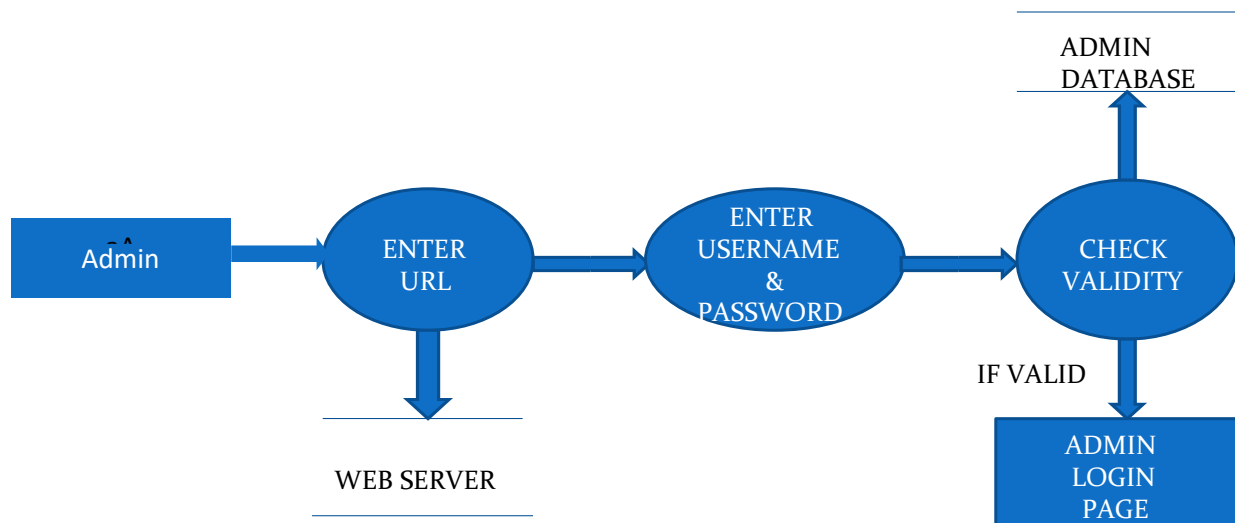 ADMIN
DATABASE
Admin
ENTER
URL
ENTER
USERNAME
&
PASSWORD
CHECK
VALIDITY
IF VALID
WEB SERVER
ADMIN
LOGIN
PAGE